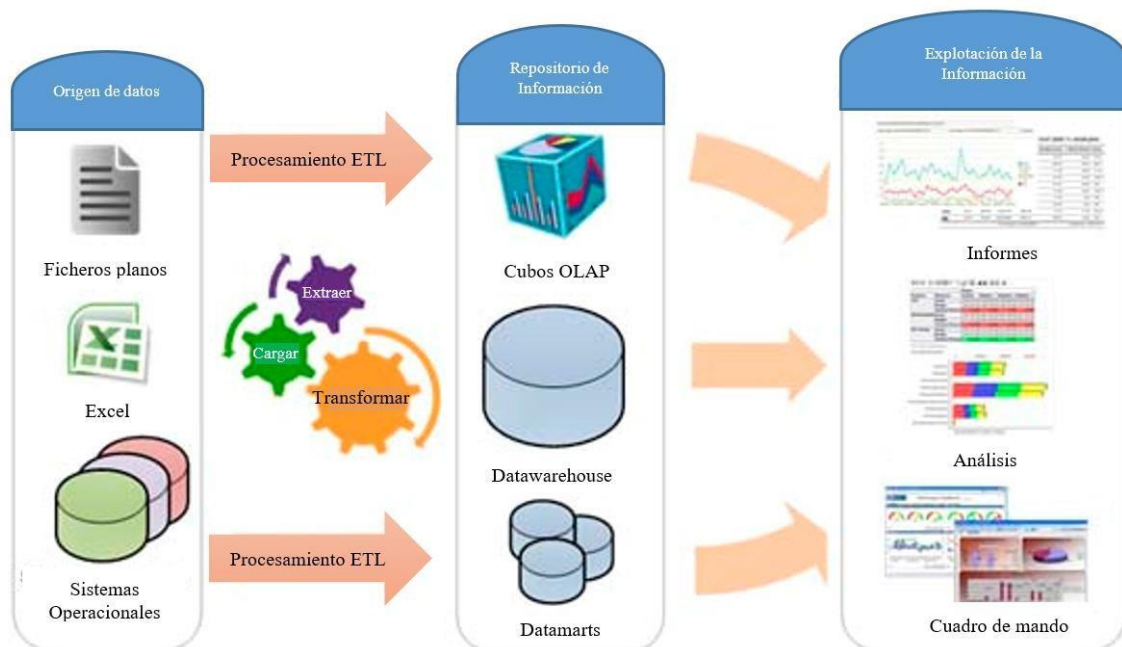 Origen de datos
Ficheros planos
Excel
Sistemas
Operacionales
Procesamiento ETL
Extraer
Cargar
Transformar
Procesamiento ETL
Repositorio de
Información
Cubos OLAP
Datawarehouse
Datamarts
Explotación de la
Información
Informes
Análisis
Cuadro de mando